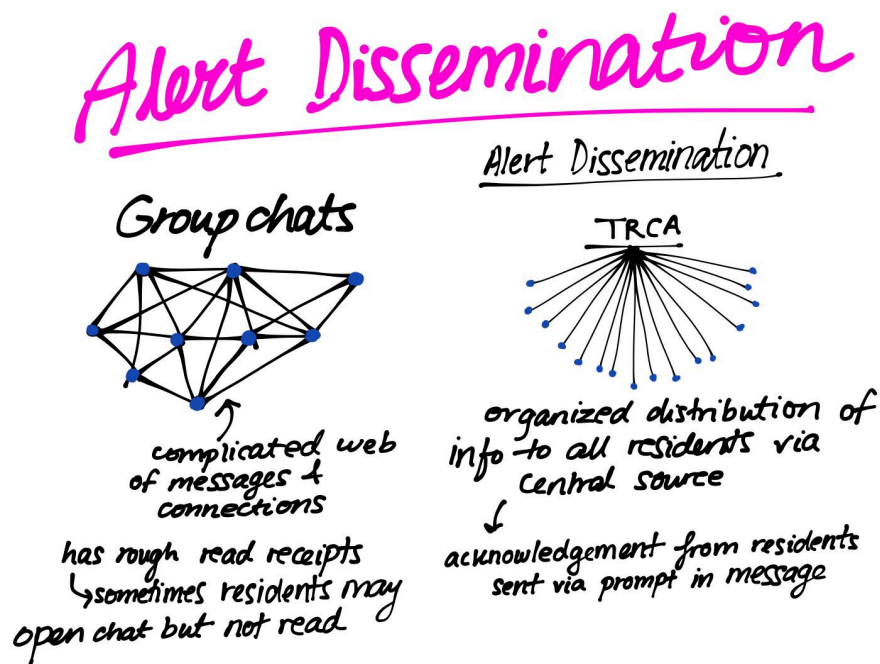 Alert Dissemination
Group chats
complicated web
of messages &
connections
has rough read receipts
sometimes residents may
open chat but not read
Alert Dissemination
TRCA
organized distribution of
info to all residents via
central source
acknowledgement from residents
sent via prompt in message